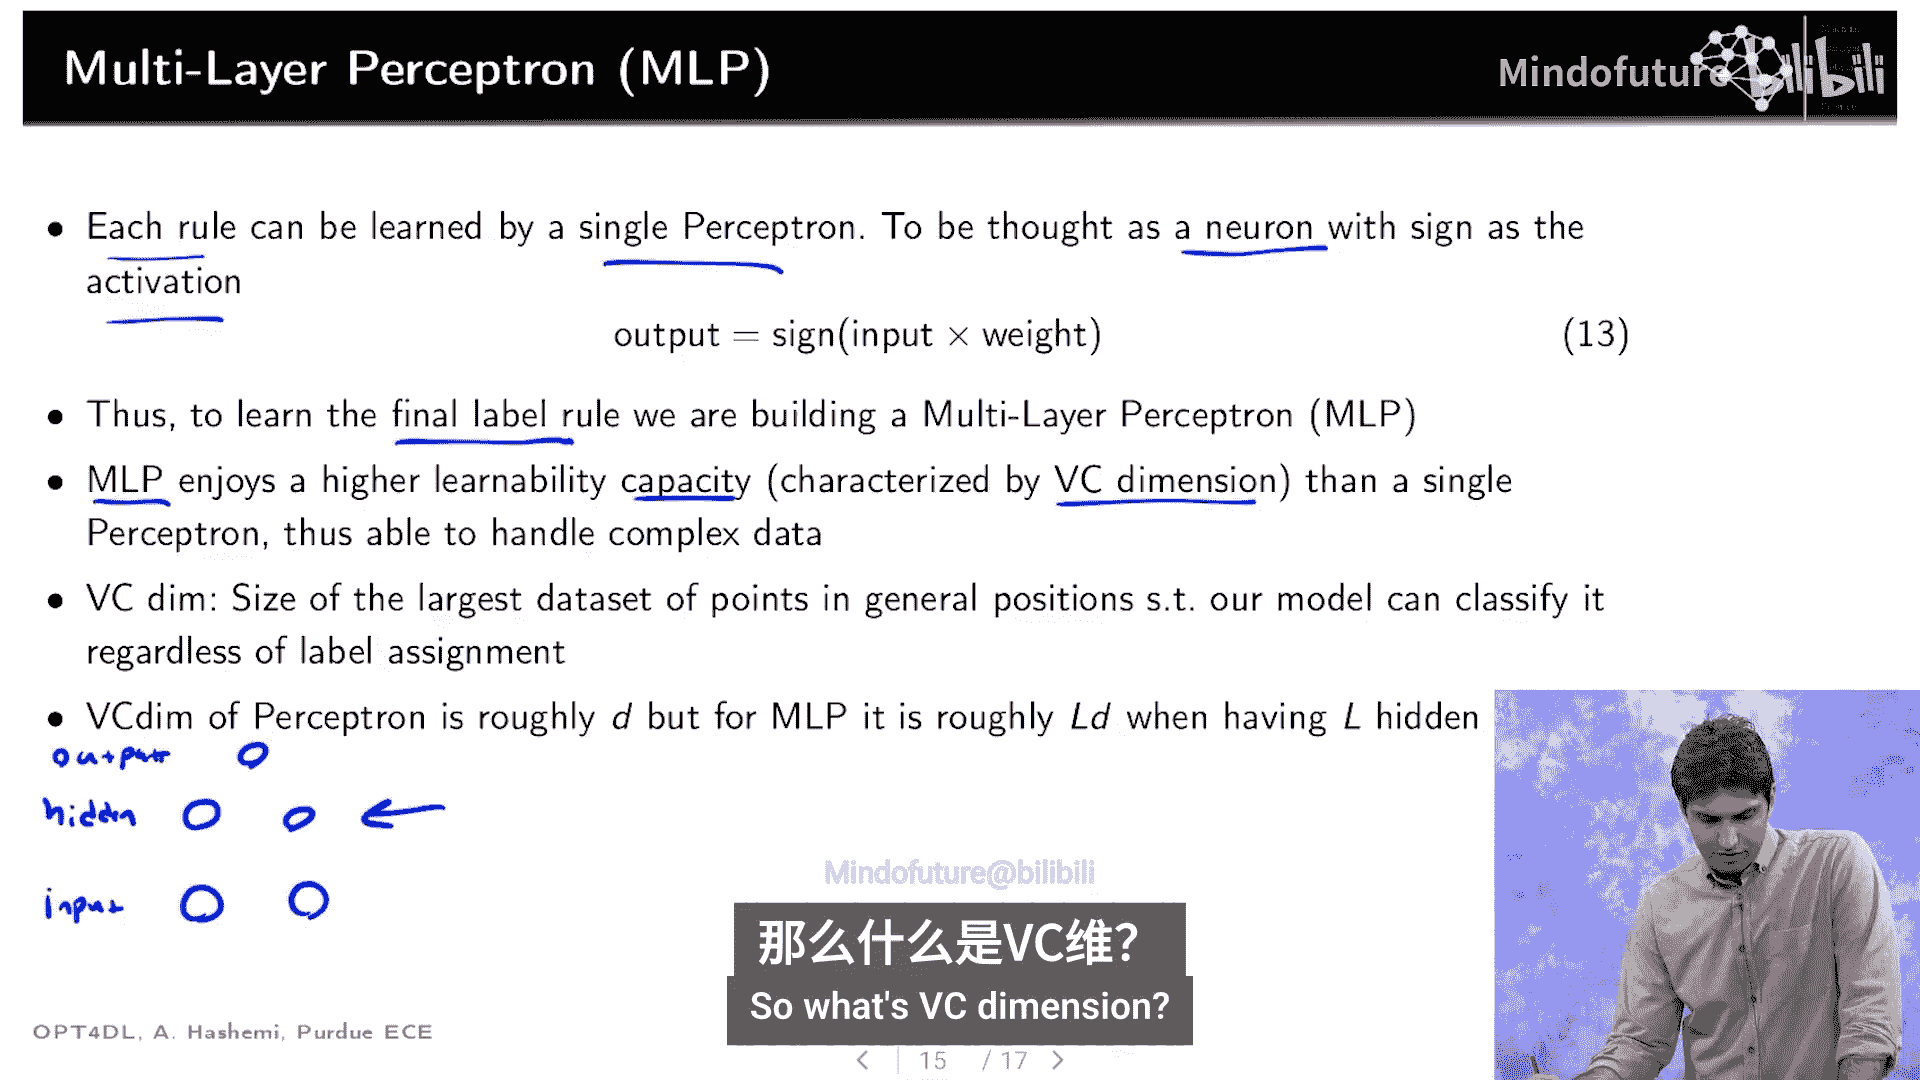 Multi-Layer Perceptron (MLP)
Mindofuture
bilibili
• Each rule can be learned by a single Perceptron. To be thought as a neuron with sign as the
activation
output = sign(input × weight) (13)
• Thus, to learn the final label rule we are building a Multi-Layer Perceptron (MLP)
• MLP enjoys a higher learnability capacity (characterized by VC dimension) than a single
Perceptron, thus able to handle complex data
• VC dim: Size of the largest dataset of points in general positions s.t. our model can classify it
regardless of label assignment
• VCdim of Perceptron is roughly d but for MLP it is roughly Ld when having L hidden
output
hidden
input
Mindofuture@bilibili
那么什么是VC维?
So what's VC dimension?
OPT4DL, A. Hashemi, Purdue ECE
15 / 17